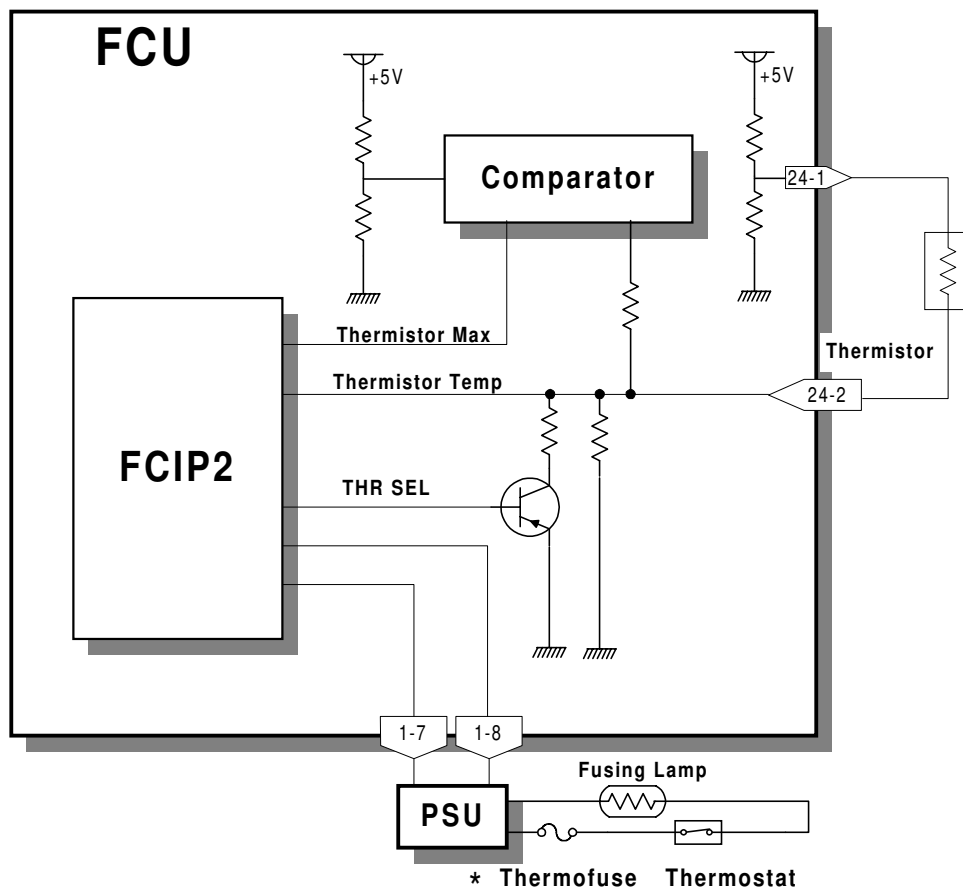 FCU
+5V
+5V
Comparator
24-1
Thermistor Max
Thermistor
Thermistor Temp
24-2
FCIP2
THR SEL
1-7
1-8
Fusing Lamp
PSU
* Thermofuse Thermostat